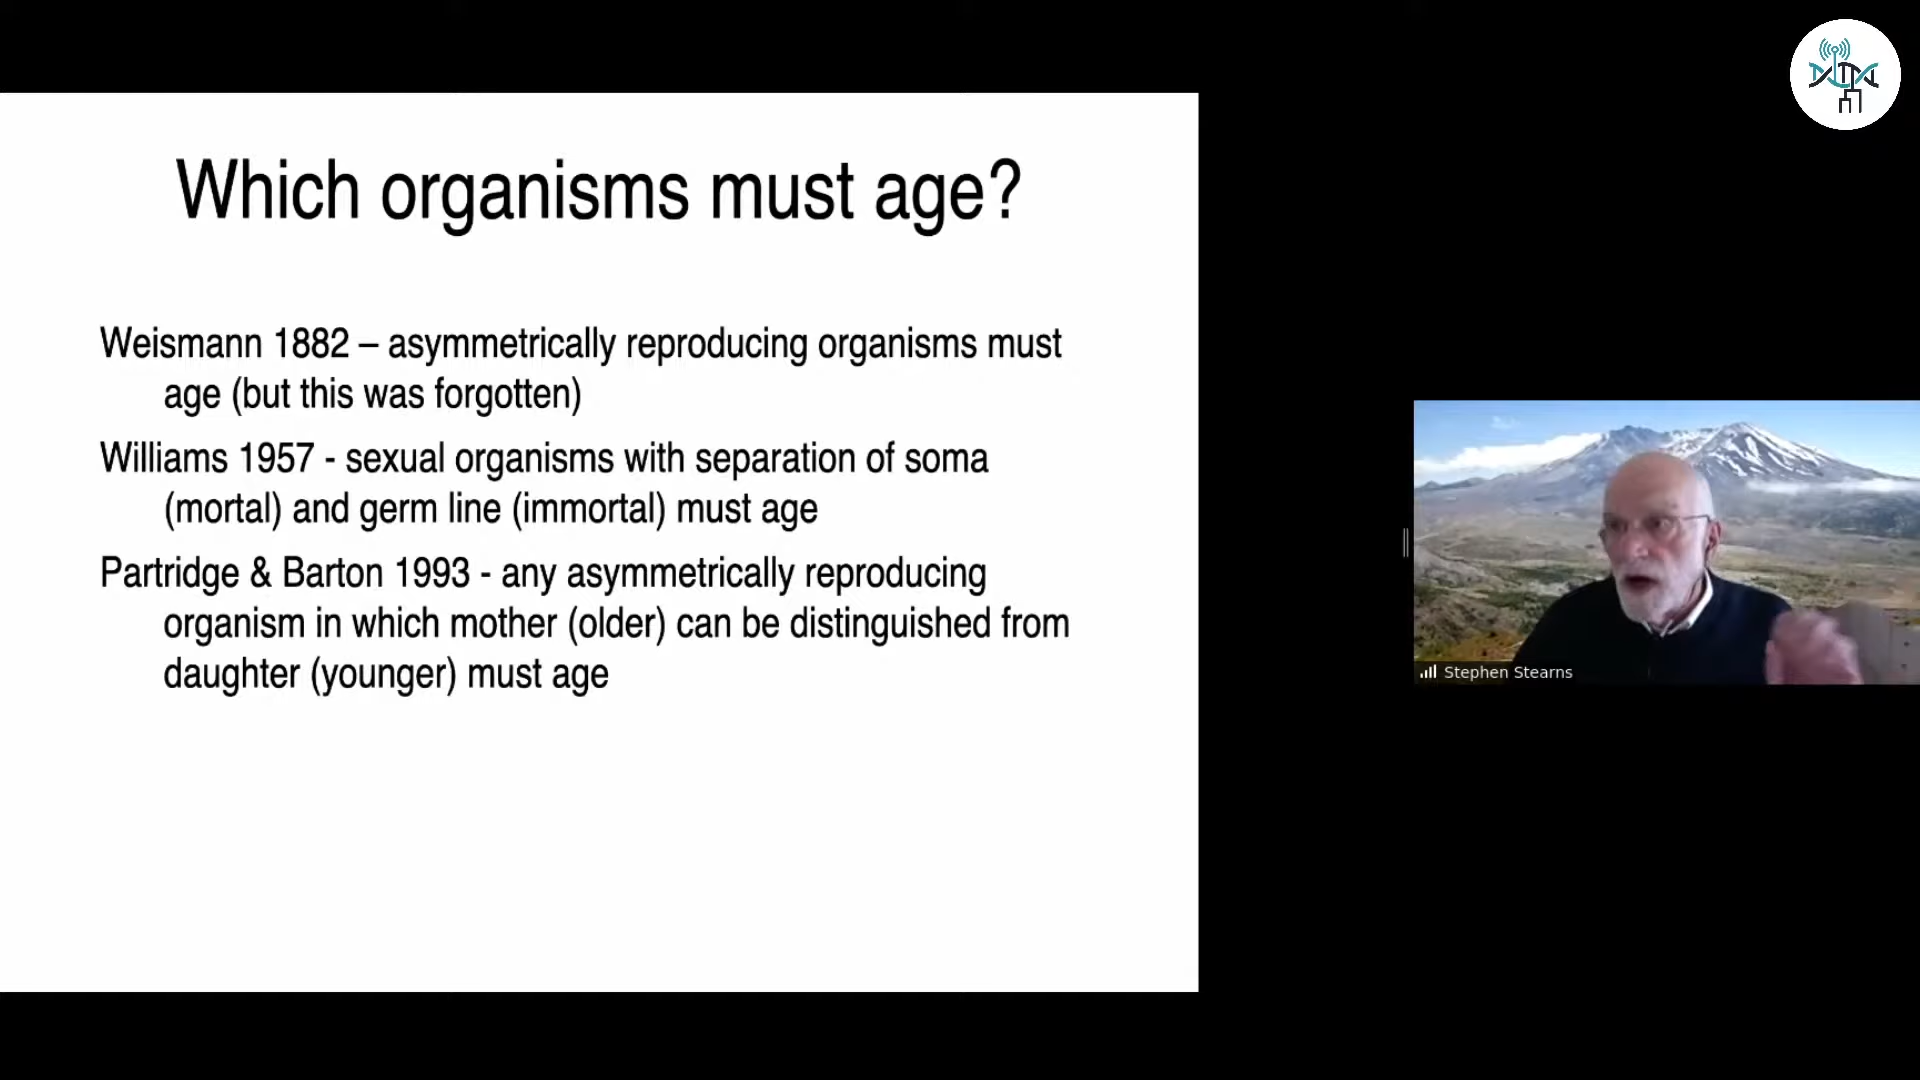 Which organisms must age?
Weismann 1882 – asymmetrically reproducing organisms must
age (but this was forgotten)
Williams 1957 - sexual organisms with separation of soma
(mortal) and germ line (immortal) must age
Partridge & Barton 1993 - any asymmetrically reproducing
organism in which mother (older) can be distinguished from
daughter (younger) must age
Stephen Stearns